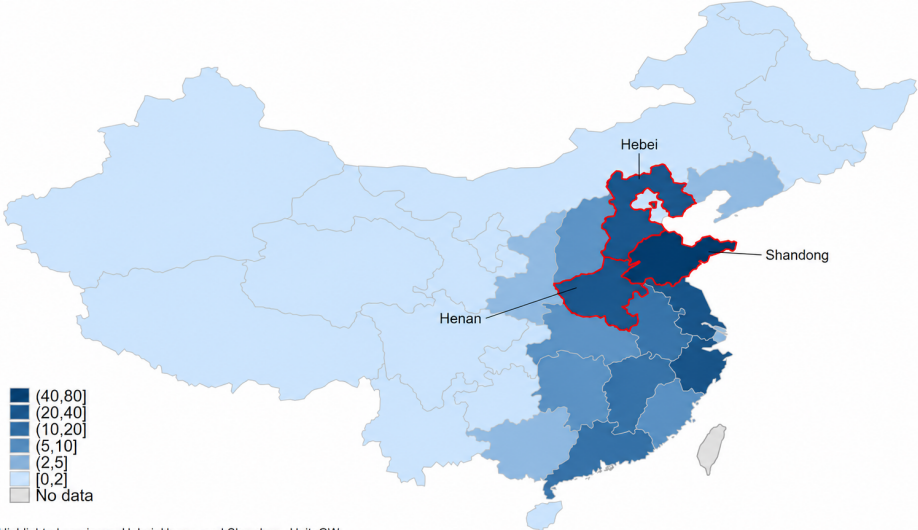 Hebei
Shandong
Henan
(40,80]
(20,40]
(10,20]
(5,10]
(2,5]
[0,2]
No data